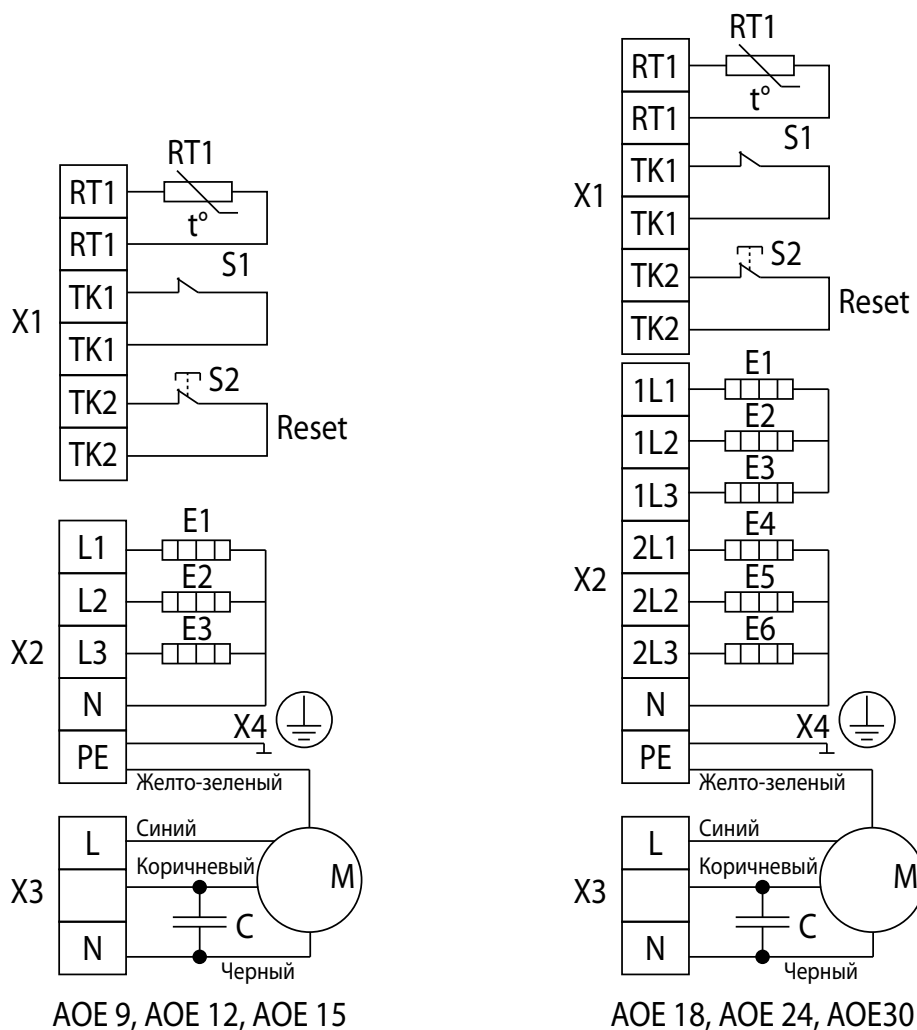 RT1
t°
RT1
RT1
X1
TK1
S1
TK1
TK2
S2
TK2
Reset
L1
E1
L2
E2
X2
L3
E3
N
X4
PE
Желто-зеленый
L
Синий
Коричневый
X3
M
C
N
Черный
AOE 9, AOE 12, AOE 15
RT1
t°
RT1
RT1
X1
TK1
S1
TK1
TK2
S2
TK2
Reset
1L1
E1
1L2
E2
1L3
E3
2L1
E4
X2
2L2
E5
2L3
E6
N
X4
PE
Желто-зеленый
L
Синий
Коричневый
X3
M
C
N
Черный
AOE 18, AOE 24, AOE30